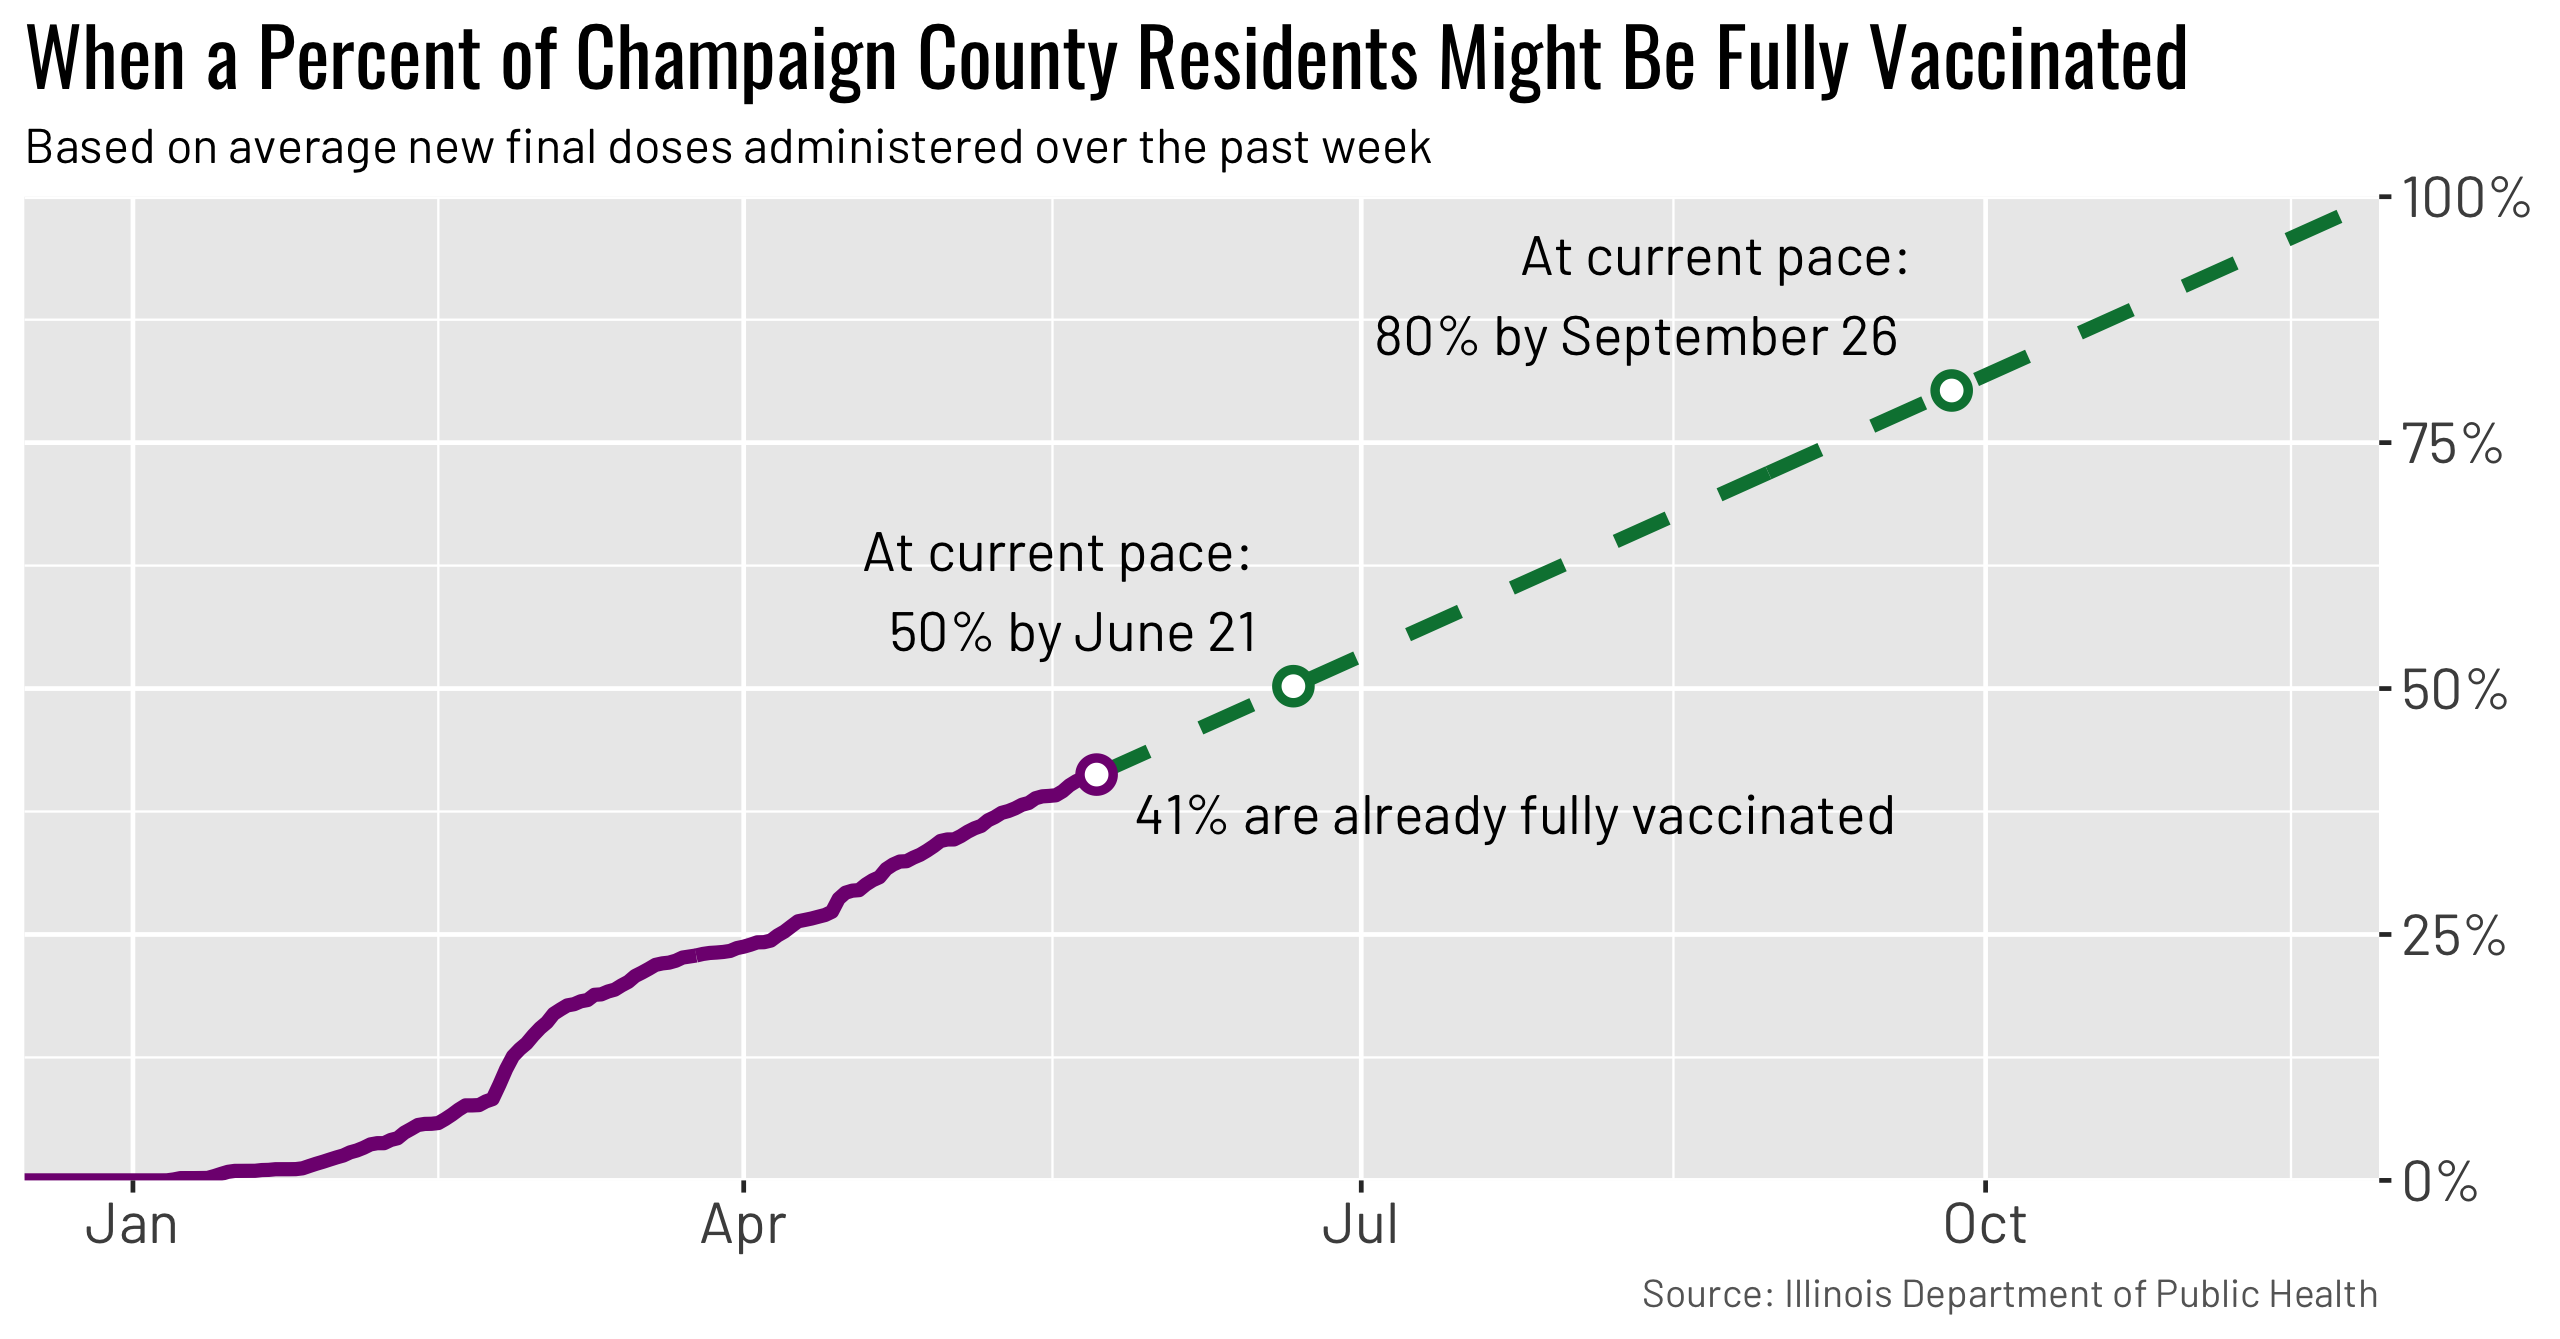 When a Percent of Champaign County Residents Might Be Fully Vaccinated
Based on average new final doses administered over the past week
100%
At current pace:
80% by September 26
75%
At current pace:
50% by June 21
50%
41% are already fully vaccinated
25%
0%
Jan
Apr
Jul
Oct
Source: Illinois Department of Public Health